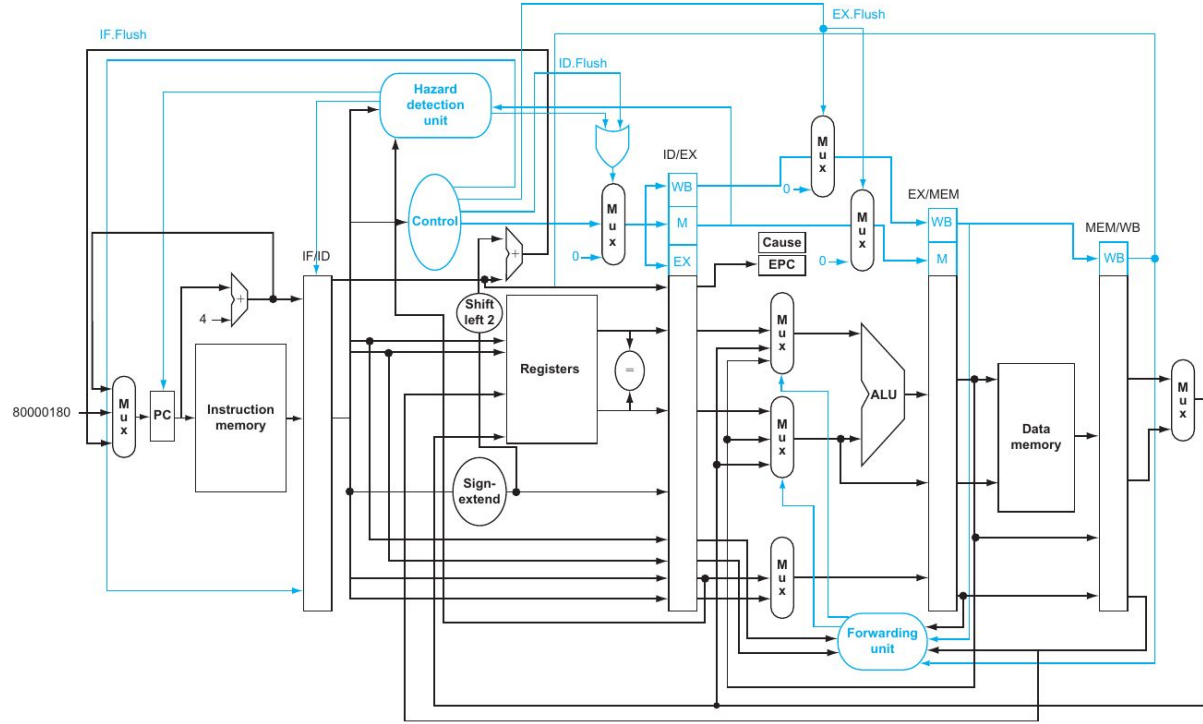 IF.Flush
EX.Flush
ID.Flush
Hazard
detection
unit
ID/EX
M
u
x
WB
EX/MEM
0
Control
M
u
x
M
M
u
x
WB
MEM/WB
Cause
IF/ID
0
EX
EPC
0
M
WB
+
+
Shift
left 2
4
M
u
x
Registers
=
M
u
x
PC
Instruction
memory
ALU
M
u
x
80000180
M
u
x
Data
memory
Sign-
extend
M
u
x
Forwarding
unit